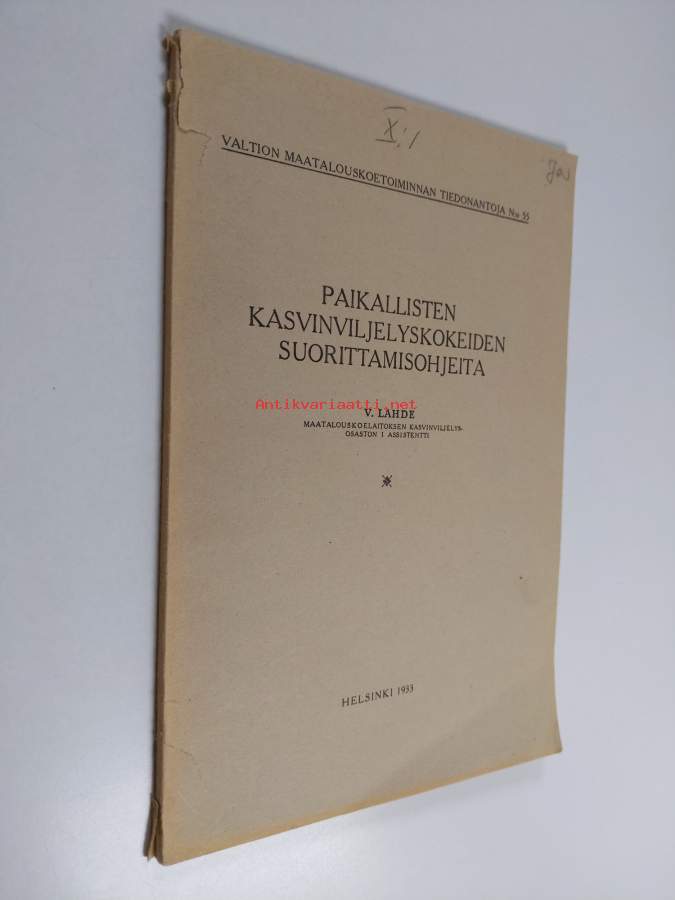 X:1
VALTION MAATALOUSKOETOIMINNAN TIEDONANTOJA N:o 55
PAIKALLISTEN
KASVINVILJELYSKOKEIDEN
SUORITTAMISOHJEITA
Antikvariaatti.net
V. LÄHDE
MAATALOUSKOELAITOKSEN KASVINVILJELYS-
OSASTON I ASSISTENTTI
HELSINKI 1933